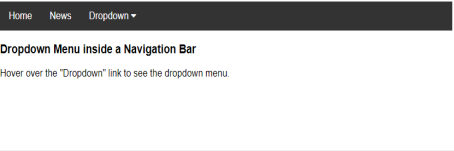 Home News Dropdown
Dropdown Menu inside a Navigation Bar
Hover over the "Dropdown" link to see the dropdown menu.